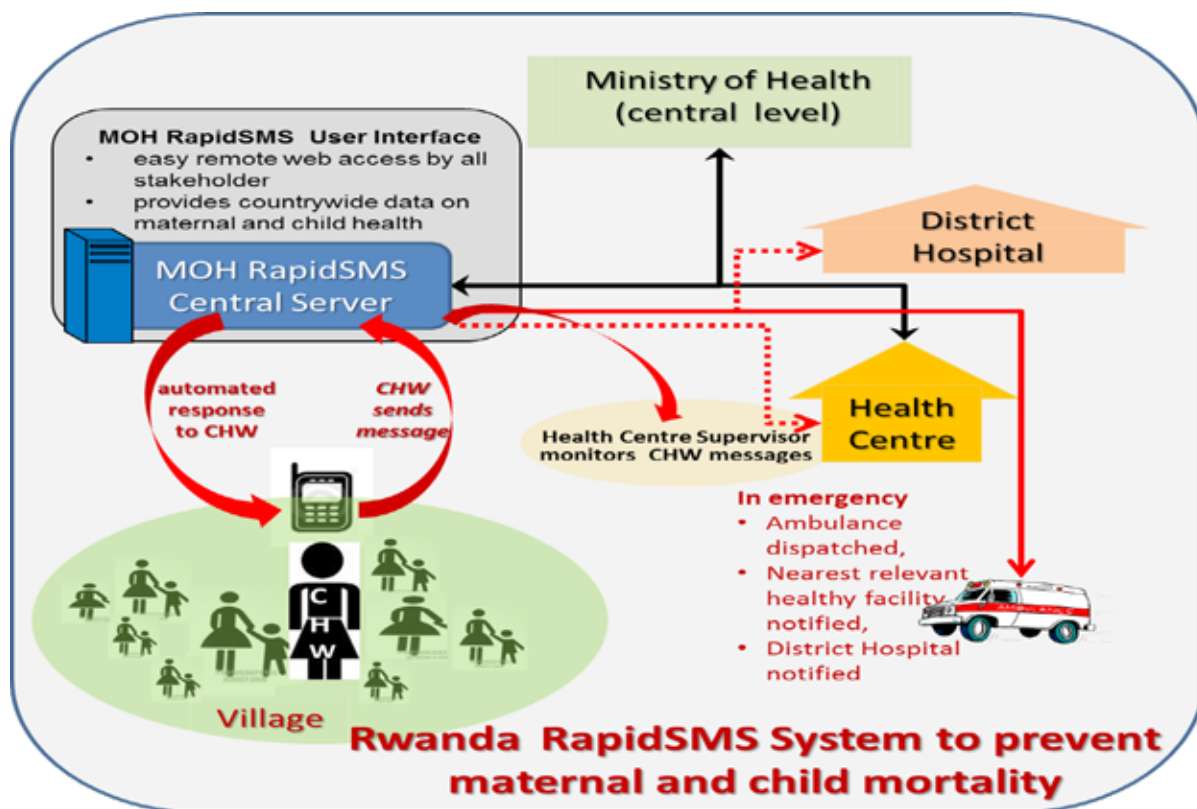 Ministry of Health
(central level)
MOH RapidSMS User Interface
• easy remote web access by all
stakeholder
• provides countrywide data on
maternal and child health
MOH RapidSMS
Central Server
District
Hospital
automated
response
to CHW
CHW
sends
message
Health Centre Supervisor
monitors CHW messages
Health
Centre
In emergency
• Ambulance
dispatched,
• Nearest relevant
healthy facility
notified,
• District Hospital
notified
AMBULANCE
C
H
W
Village
Rwanda RapidSMS System to prevent
maternal and child mortality